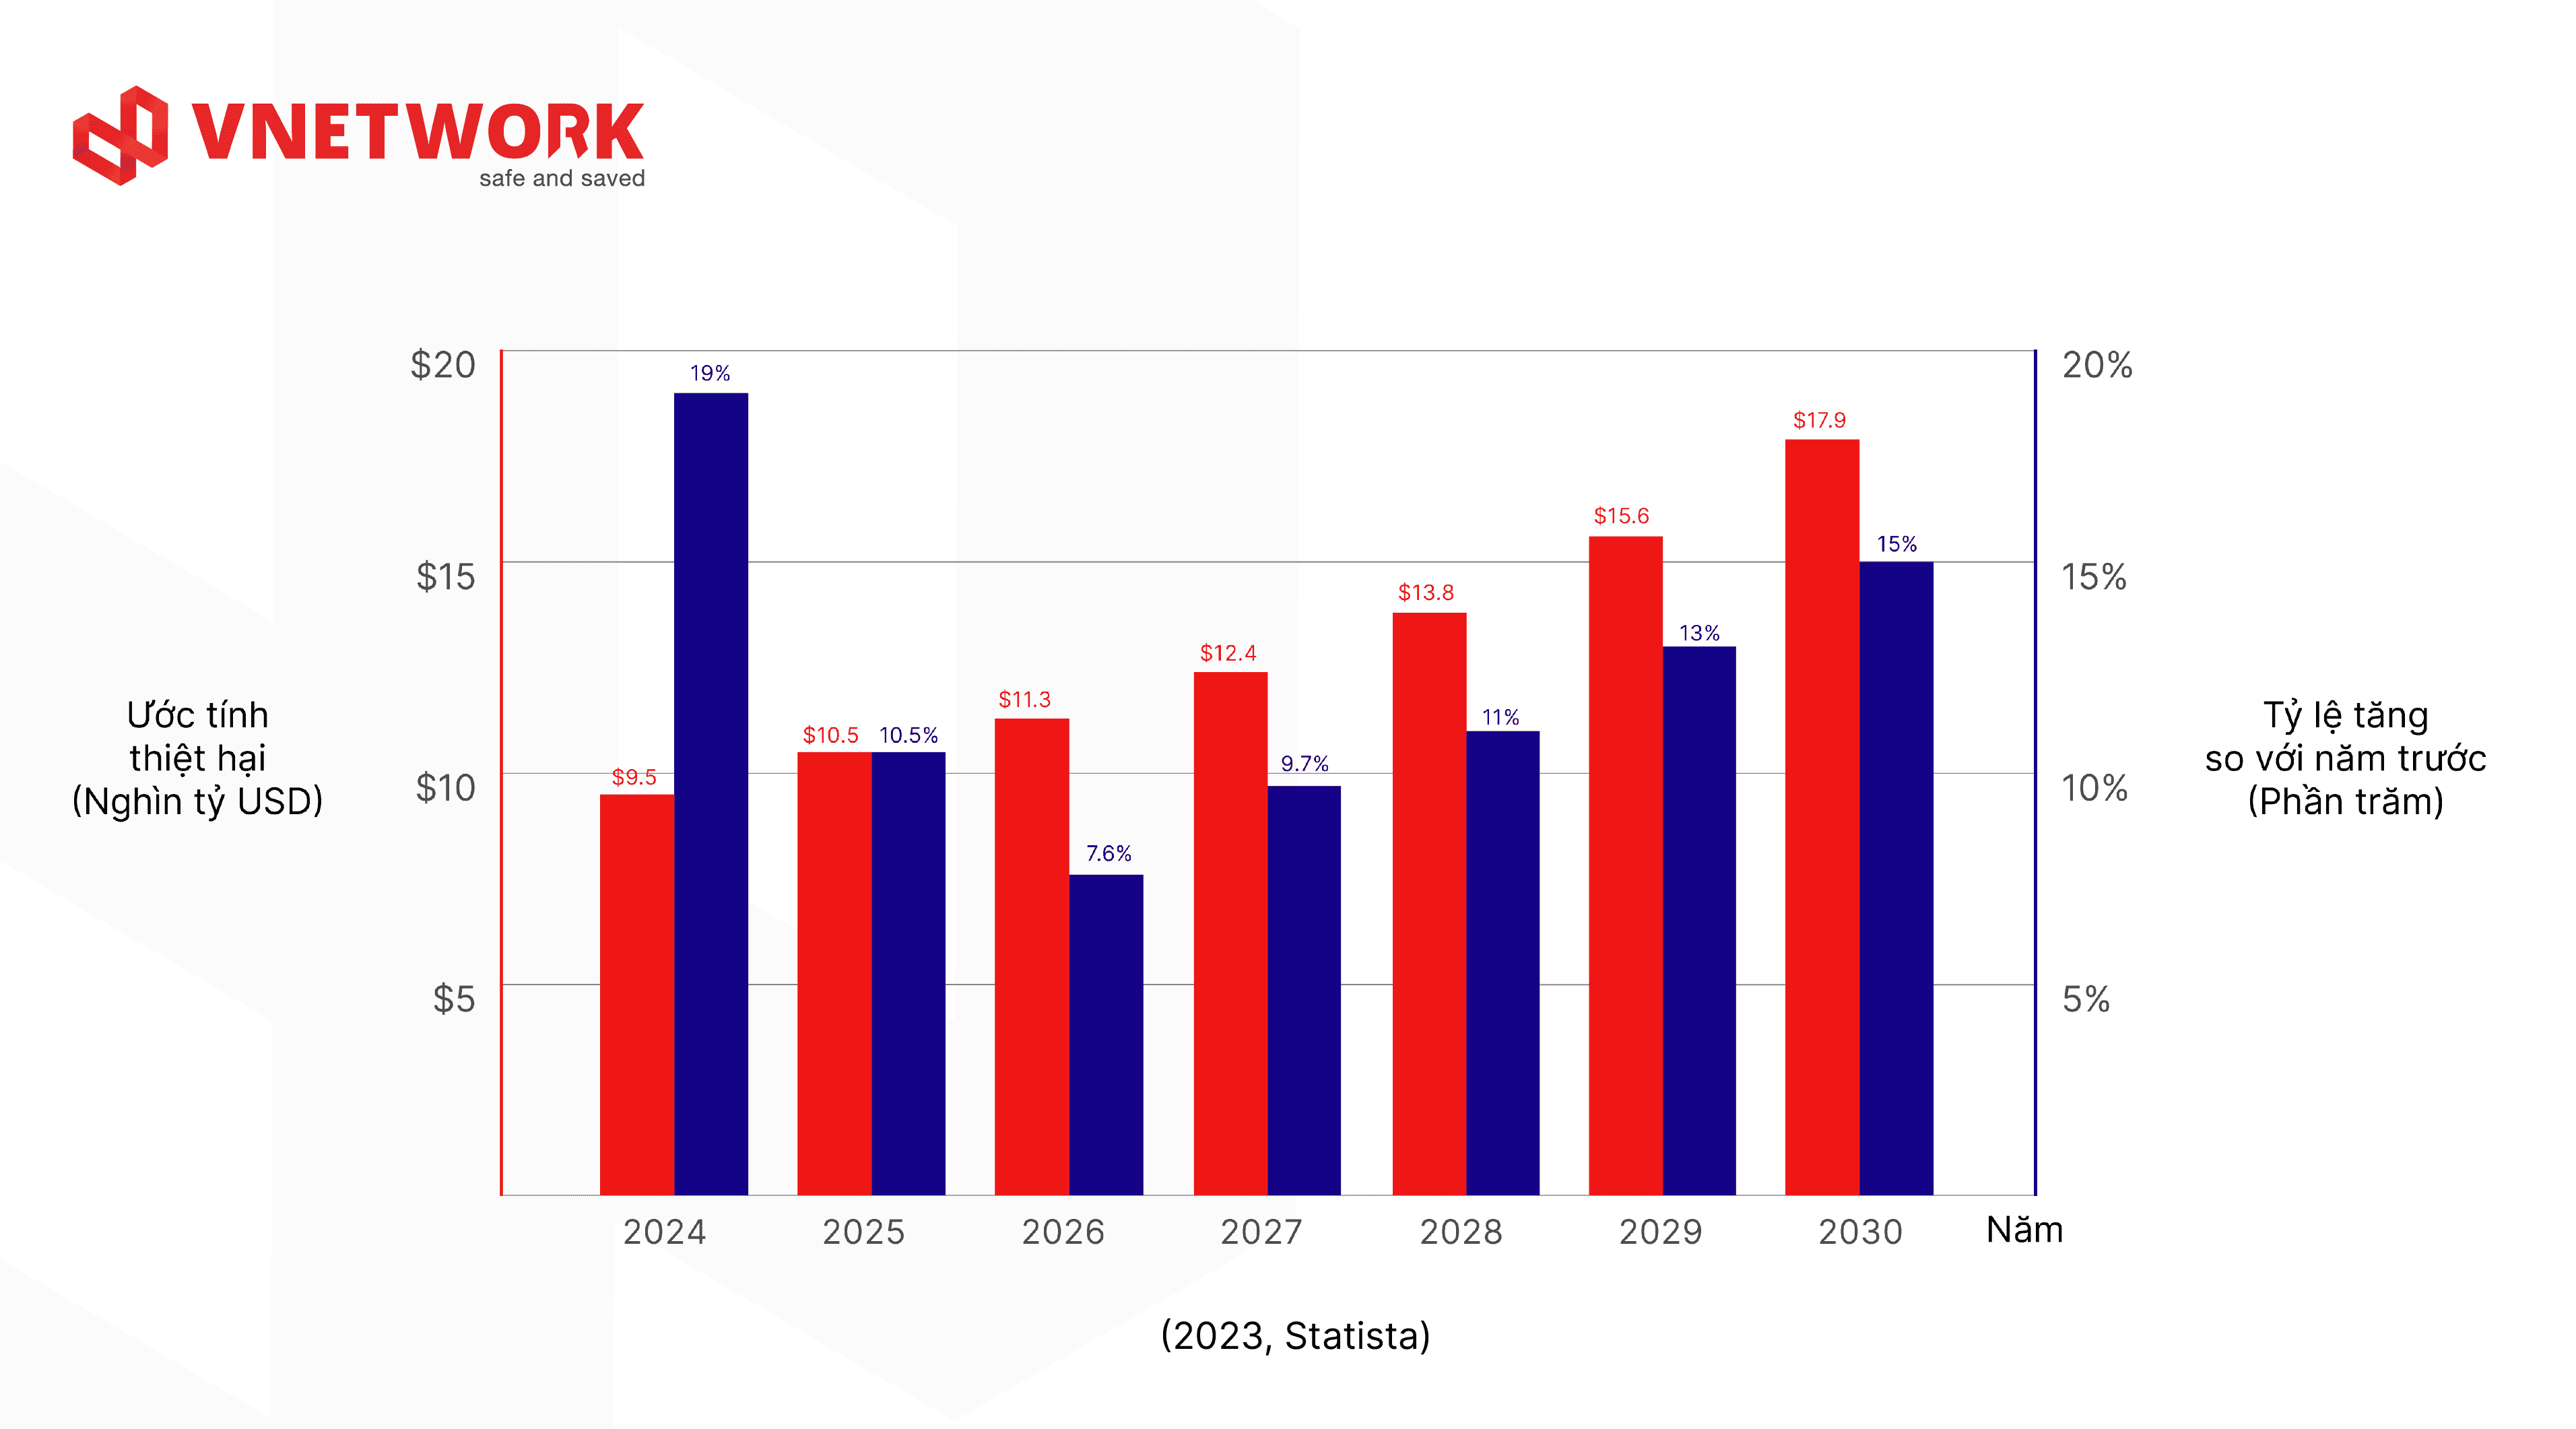 VNETWORK
safe and saved
$20
$15
$10
$5
Ước tính
thiệt hại
(Nghìn tỷ USD)
$9.5
19%
$10.5
10.5%
$11.3
7.6%
$12.4
9.7%
$13.8
11%
$15.6
13%
$17.9
15%
20%
15%
10%
5%
Tỷ lệ tăng
so với năm trước
(Phần trăm)
2024 2025 2026 2027 2028 2029 2030 Năm
(2023, Statista)